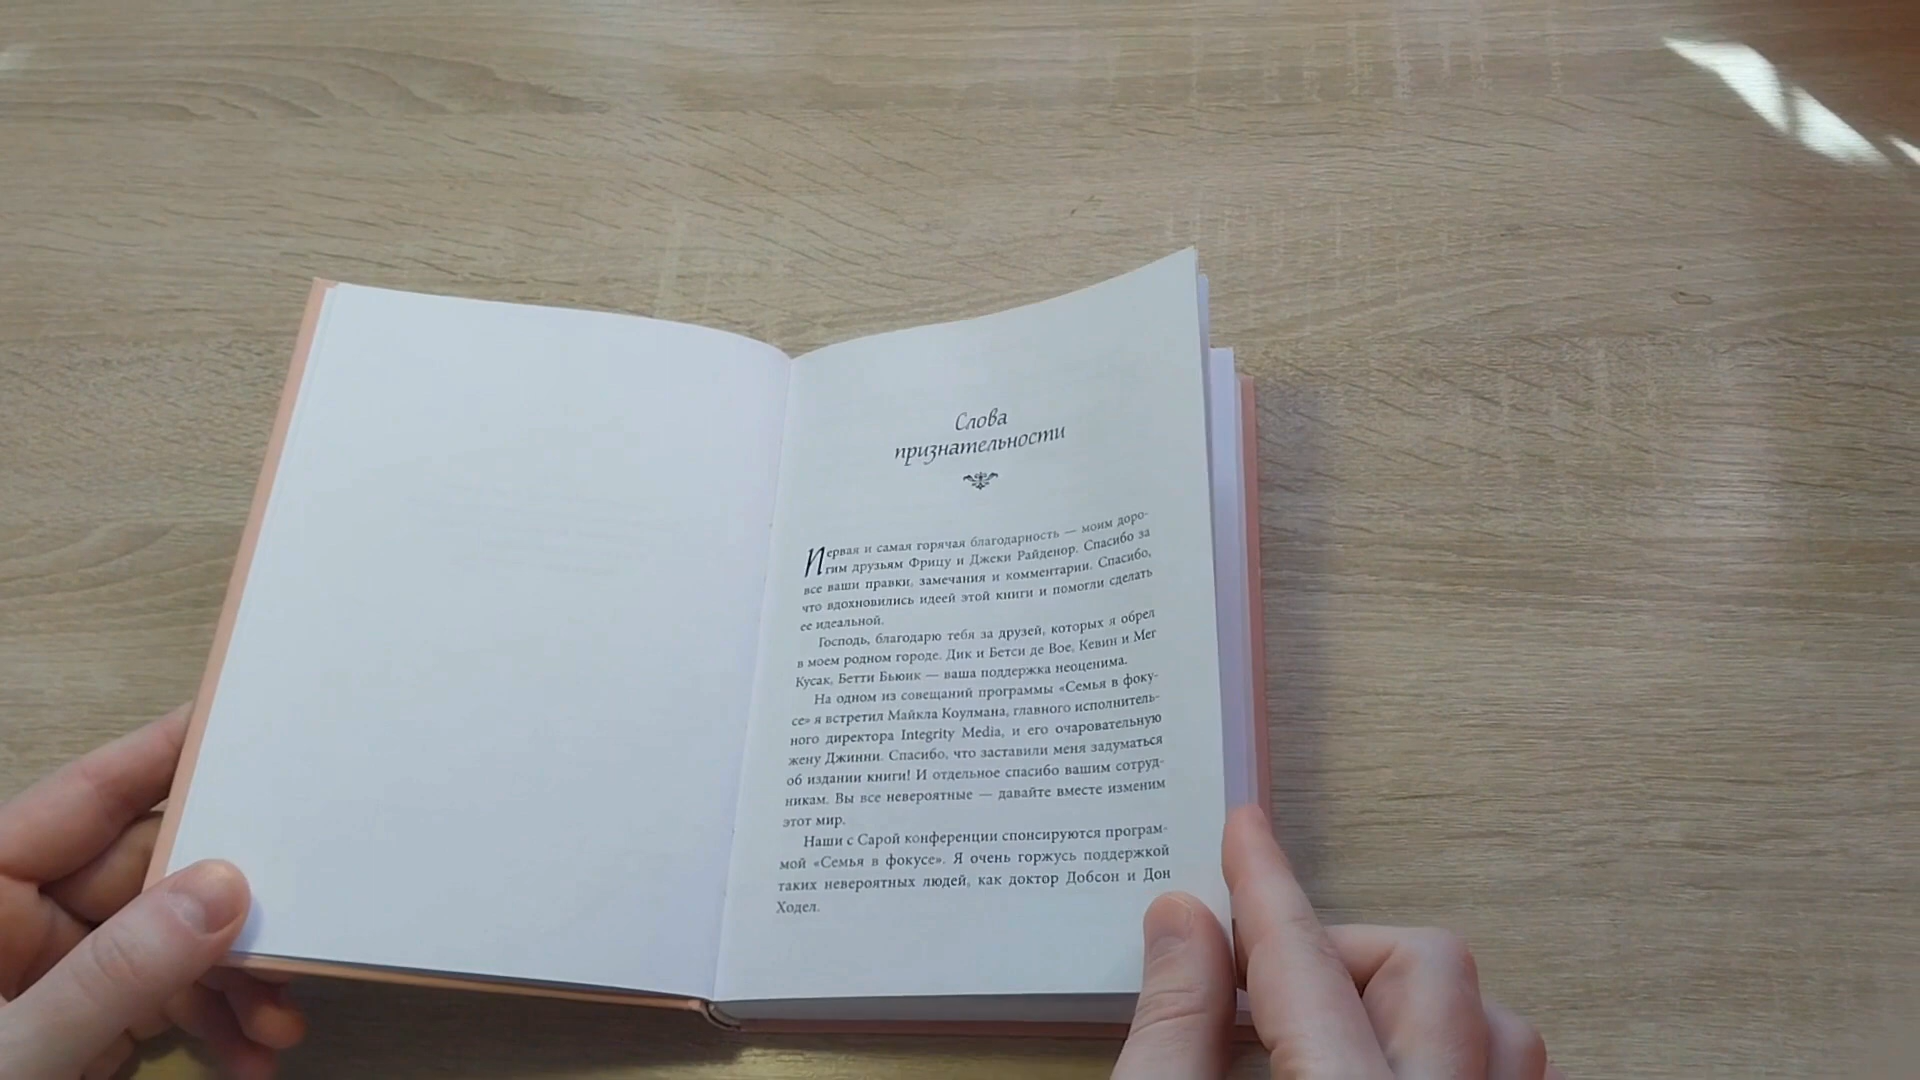 Слова
признательности
Первая и самая горячая благодарность — моим доро-
гим друзьям Фрицу и Джеки Райденор. Спасибо за
все ваши правки, замечания и комментарии. Спасибо,
что вдохновились идеей этой книги и помогли сделать
ее идеальной.
Господь, благодарю тебя за друзей, которых я обрел
в моем родном городе. Дик и Бетси де Вое, Кевин и Мег
Кусак, Бетти Бьюик — ваша поддержка неоценима.
На одном из совещаний программы «Семья в фоку-
се» я встретил Майкла Коулмана, главного исполнитель-
ного директора Integrity Media, и его очаровательную
жену Джинни. Спасибо, что заставили меня задуматься
об издании книги! И отдельное спасибо вашим сотруд-
никам. Вы все невероятные — давайте вместе изменим
этот мир.
Наши с Сарой конференции спонсируются програм-
мой «Семья в фокусе». Я очень горжусь поддержкой
таких невероятных людей, как доктор Добсон и Дон
Ходел.